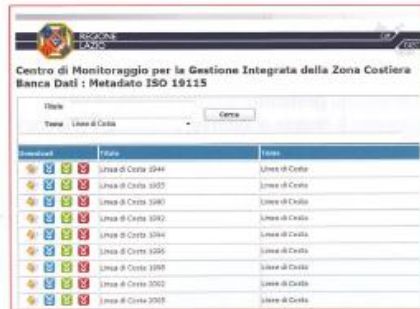 REGIONE
LAZIO
Centro di Monitoraggio per la Gestione Integrata della Zona Costiera
Banca Dati : Metadato ISO 19115
Titolo
Tema Linee di Costa
Cerca
Download Titolo Tema
Linea di Costa 1944 Linee di Costa
Linea di Costa 1955 Linee di Costa
Linea di Costa 1980 Linee di Costa
Linea di Costa 1992 Linee di Costa
Linea di Costa 1994 Linee di Costa
Linea di Costa 1996 Linee di Costa
Linea di Costa 1998 Linee di Costa
Linea di Costa 2002 Linee di Costa
Linea di Costa 2005 Linee di Costa